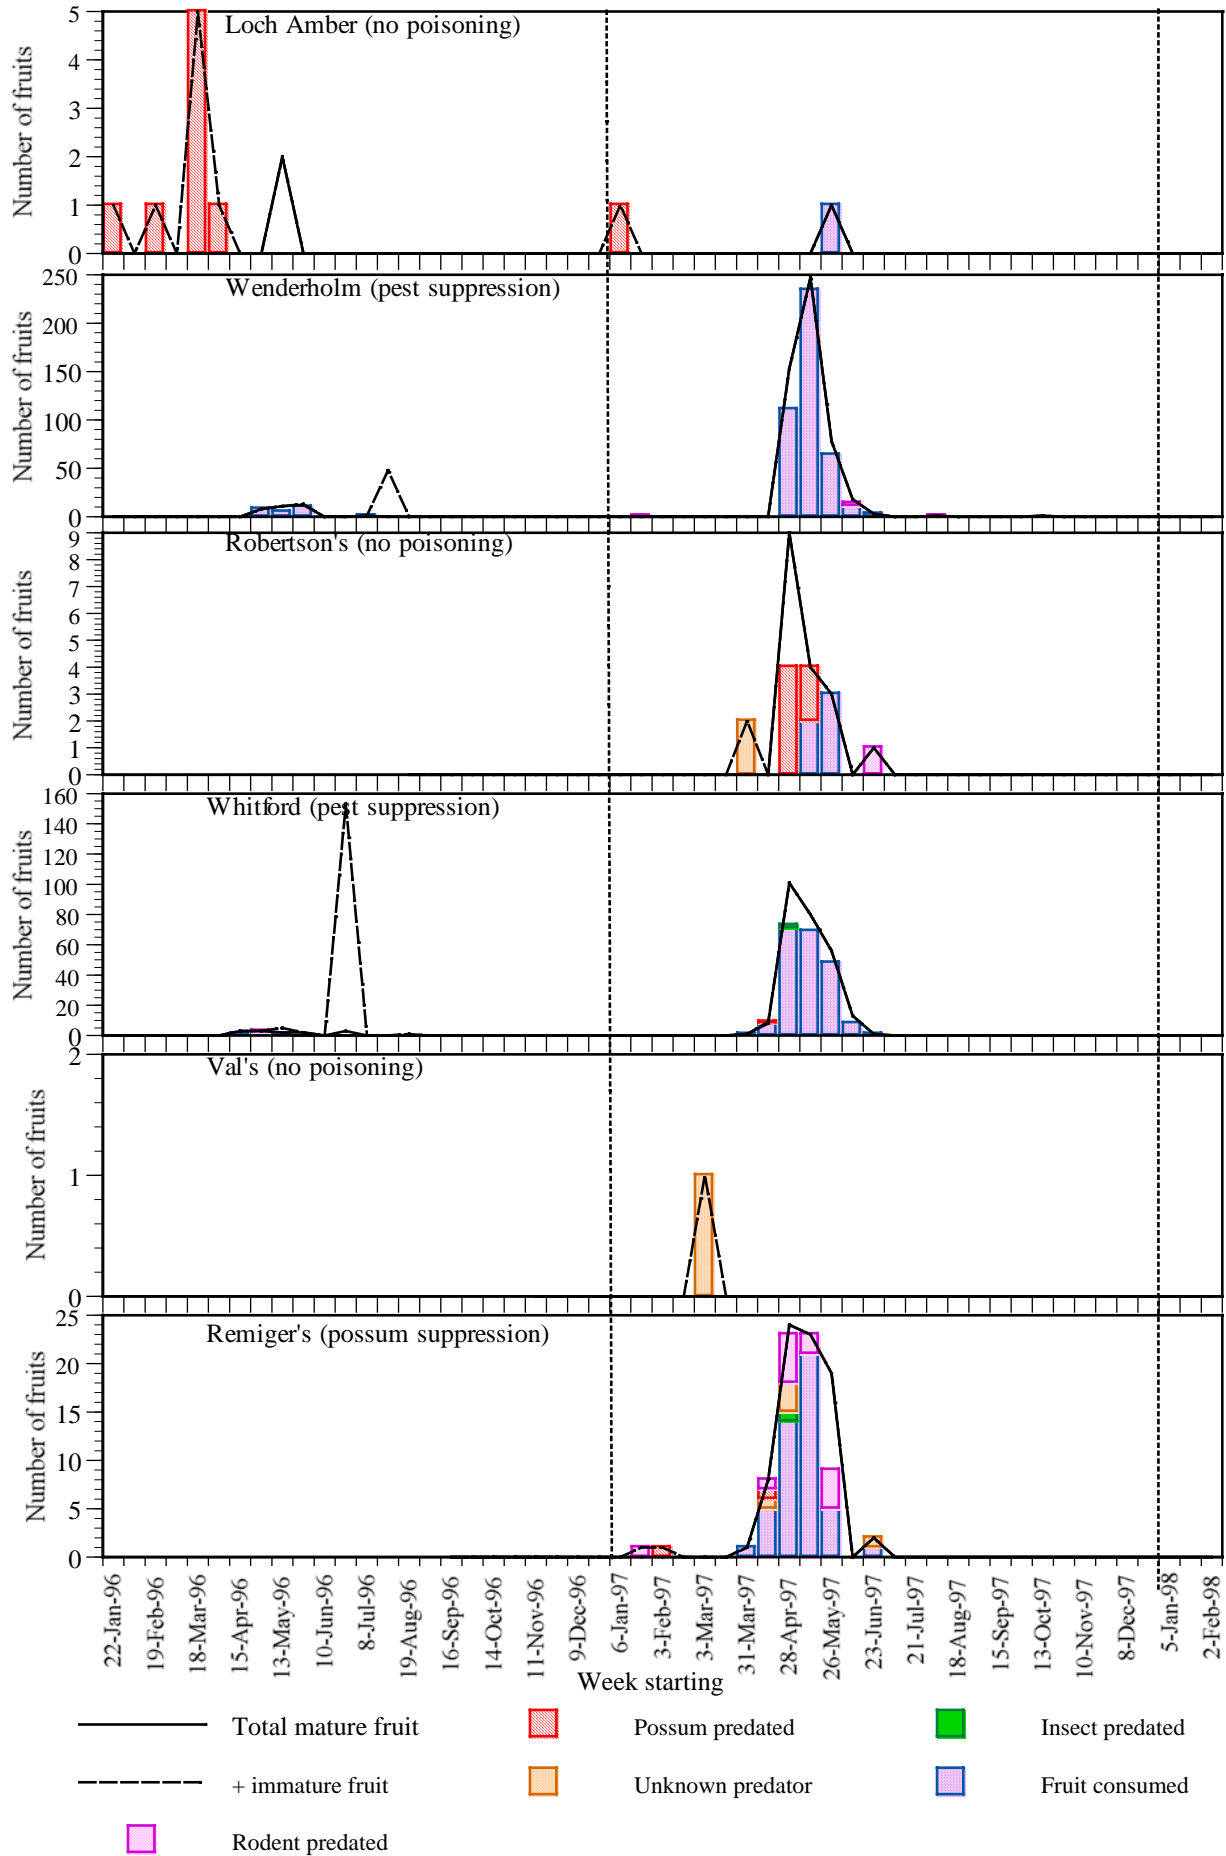 Loch Amber (no poisoning)
Number of fruits
5
4
3
2
1
0
Wenderholm (pest suppression)
Number of fruits
250
200
150
100
50
0
Robertson's (no poisoning)
Number of fruits
9
8
7
6
5
4
3
2
1
0
Whitford (pest suppression)
Number of fruits
160
140
120
100
80
60
40
20
0
Val's (no poisoning)
Number of fruits
2
1
0
Remiger's (possum suppression)
Number of fruits
25
20
15
10
5
0
22-Jan-96
19-Feb-96
18-Mar-96
15-Apr-96
13-May-96
10-Jun-96
8-Jul-96
19-Aug-96
16-Sep-96
14-Oct-96
11-Nov-96
9-Dec-96
6-Jan-97
3-Feb-97
3-Mar-97
31-Mar-97
28-Apr-97
26-May-97
23-Jun-97
21-Jul-97
18-Aug-97
15-Sep-97
13-Oct-97
10-Nov-97
8-Dec-97
5-Jan-98
2-Feb-98
Week starting
Total mature fruit
Possum predated
Insect predated
+ immature fruit
Unknown predator
Fruit consumed
Rodent predated